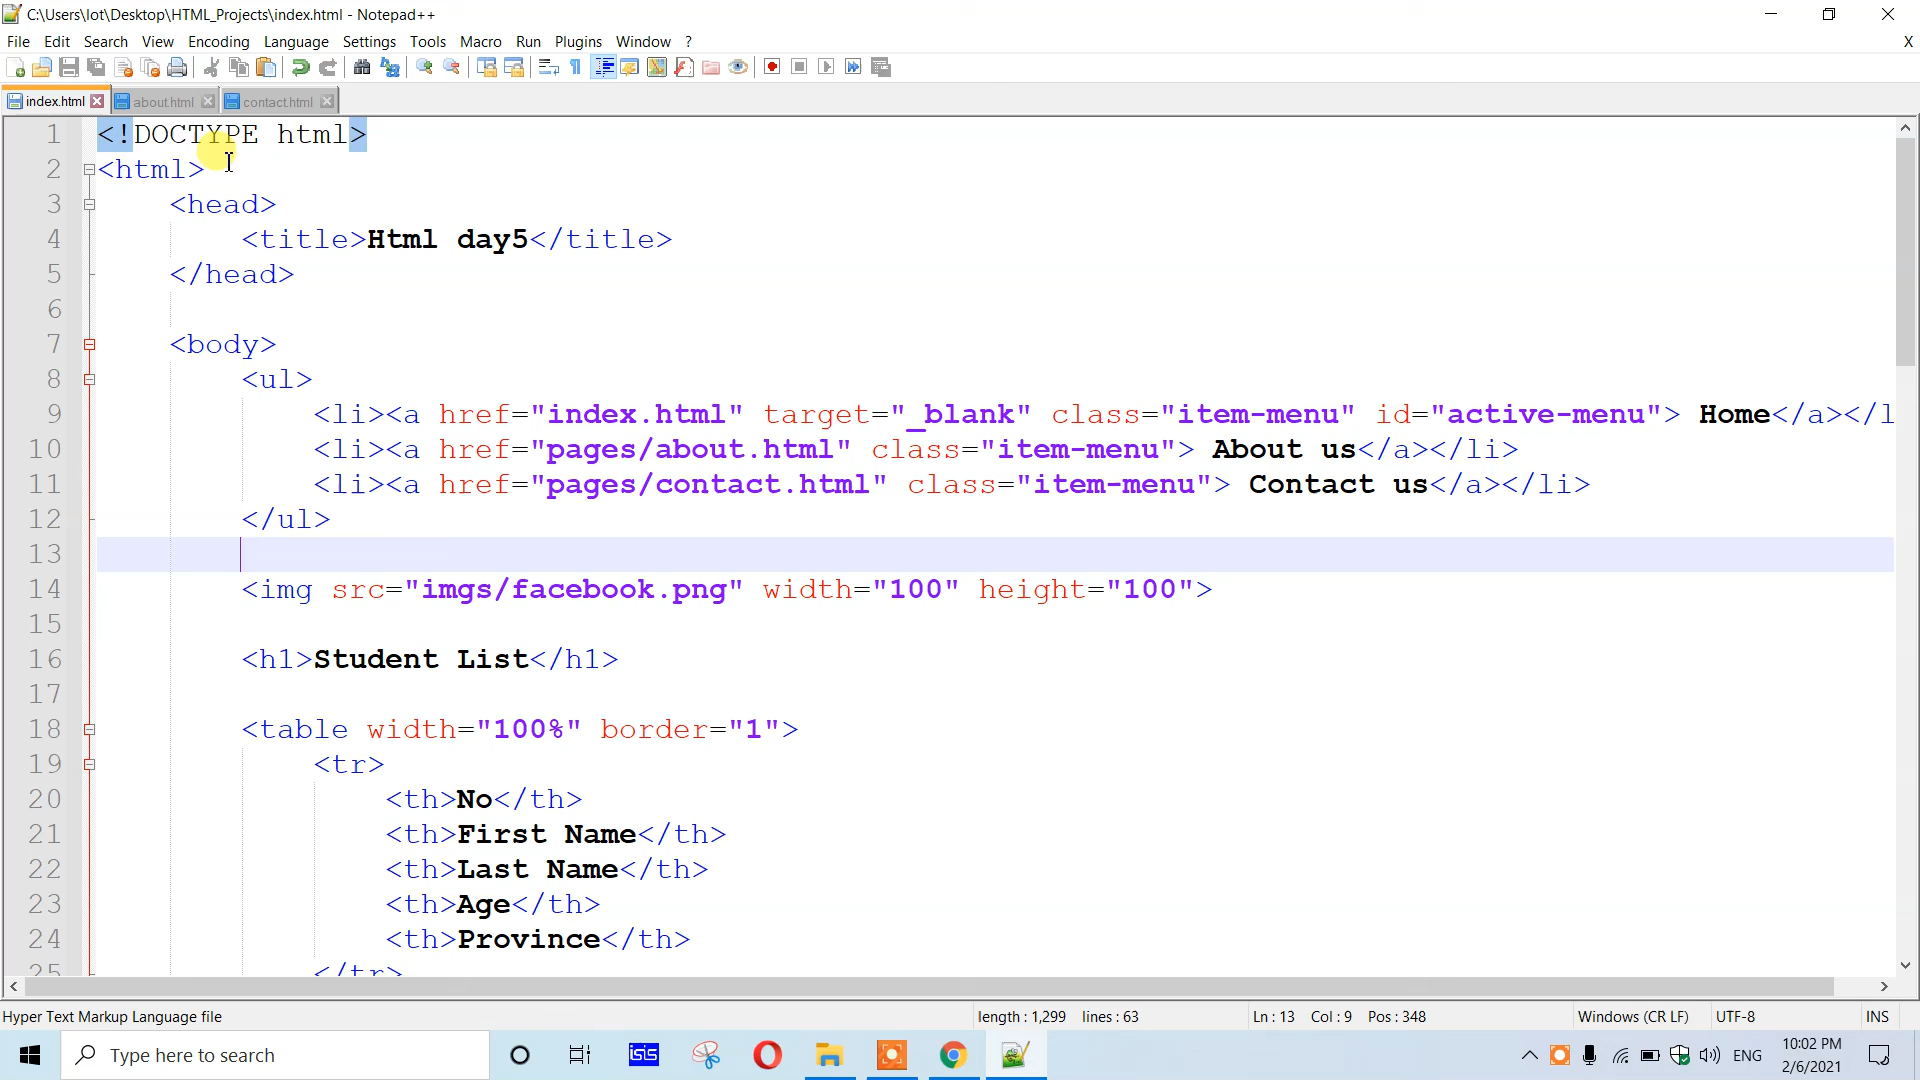 C:\Users\lot\Desktop\HTML_Projects\index.html - Notepad++
File Edit Search View Encoding Language Settings Tools Macro Run Plugins Window ? X
index.html about.html contact.html
1 <!DOCTYPE html>
2 <html>
3 <head>
4 <title>Html day5</title>
5 </head>
6
7 <body>
8 <ul>
9 <li><a href="index.html" target="_blank" class="item-menu" id="active-menu"> Home</a></l
10 <li><a href="pages/about.html" class="item-menu"> About us</a></li>
11 <li><a href="pages/contact.html" class="item-menu"> Contact us</a></li>
12 </ul>
13
14 <img src="imgs/facebook.png" width="100" height="100">
15
16 <h1>Student List</h1>
17
18 <table width="100%" border="1">
19 <tr>
20 <th>No</th>
21 <th>First Name</th>
22 <th>Last Name</th>
23 <th>Age</th>
24 <th>Province</th>
25 </tr>
Hyper Text Markup Language file length : 1,299 lines : 63 Ln : 13 Col : 9 Pos : 348 Windows (CR LF) UTF-8 INS
Type here to search isis ENG 10:02 PM
2/6/2021